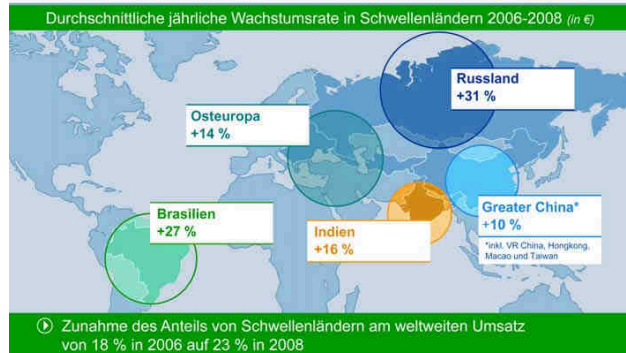 Durchschnittliche jährliche Wachstumsrate in Schwellenländern 2006-2008 (in €)
Russland
+31 %
Osteuropa
+14 %
Brasilien
+27 %
Indien
+16 %
Greater China*
+10 %
*inkl. VR China, Hongkong,
Macao und Taiwan
Zunahme des Anteils von Schwellenländern am weltweiten Umsatz
von 18 % in 2006 auf 23 % in 2008